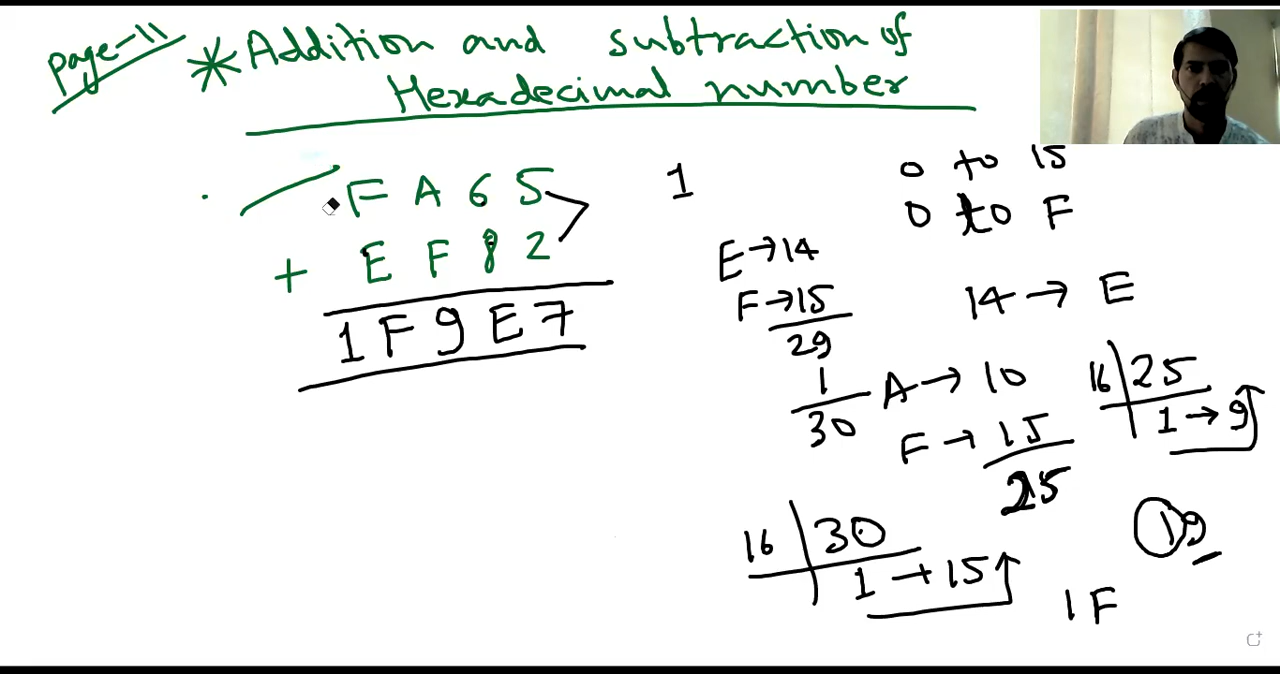 page-11 * Addition and subtraction of
Hexadecimal number
F A 6 5
+ E F 8 2
1 F 9 E 7
1
0 to 15
0 to F
E → 14
F → 15
29
1
30
14 → E
A → 10
F → 15
25
16 | 25
1 → 9
19
16 | 30
1 → 15
1F